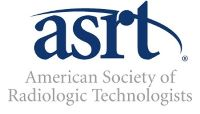 asrt®
American Society of
Radiologic Technologists